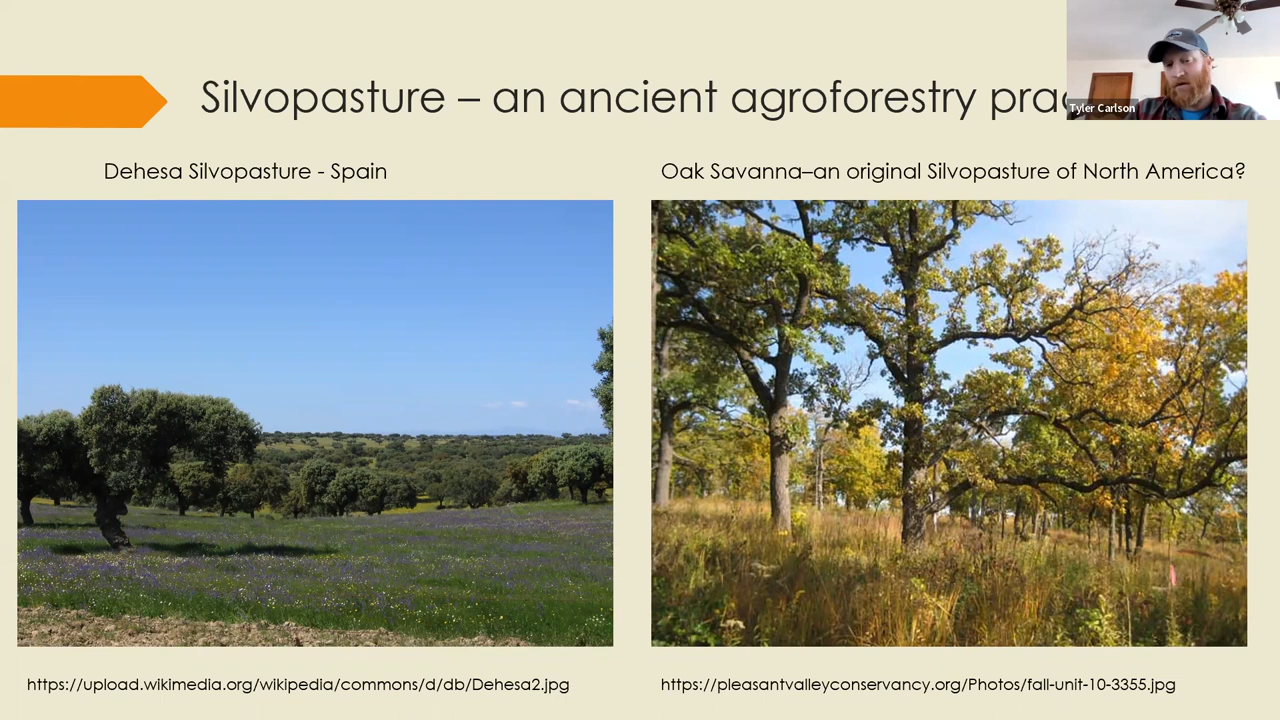 Silvopasture – an ancient agroforestry prac
Tyler Carlson
Dehesa Silvopasture - Spain
Oak Savanna–an original Silvopasture of North America?
https://upload.wikimedia.org/wikipedia/commons/d/db/Dehesa2.jpg
https://pleasantvalleyconservancy.org/Photos/fall-unit-10-3355.jpg